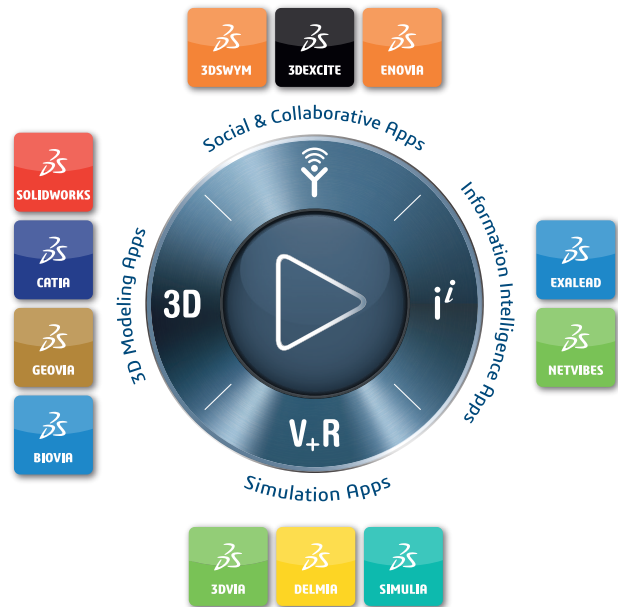 3DSWYM
3DEXCITE
ENOVIA
Social & Collaborative Apps
SOLIDWORKS
CATIA
GEOVIA
BIOVIA
3D Modeling Apps
3D
i i
Information Intelligence Apps
EXALEAD
NETVIBES
V+R
Simulation Apps
3DVIA
DELMIA
SIMULIA